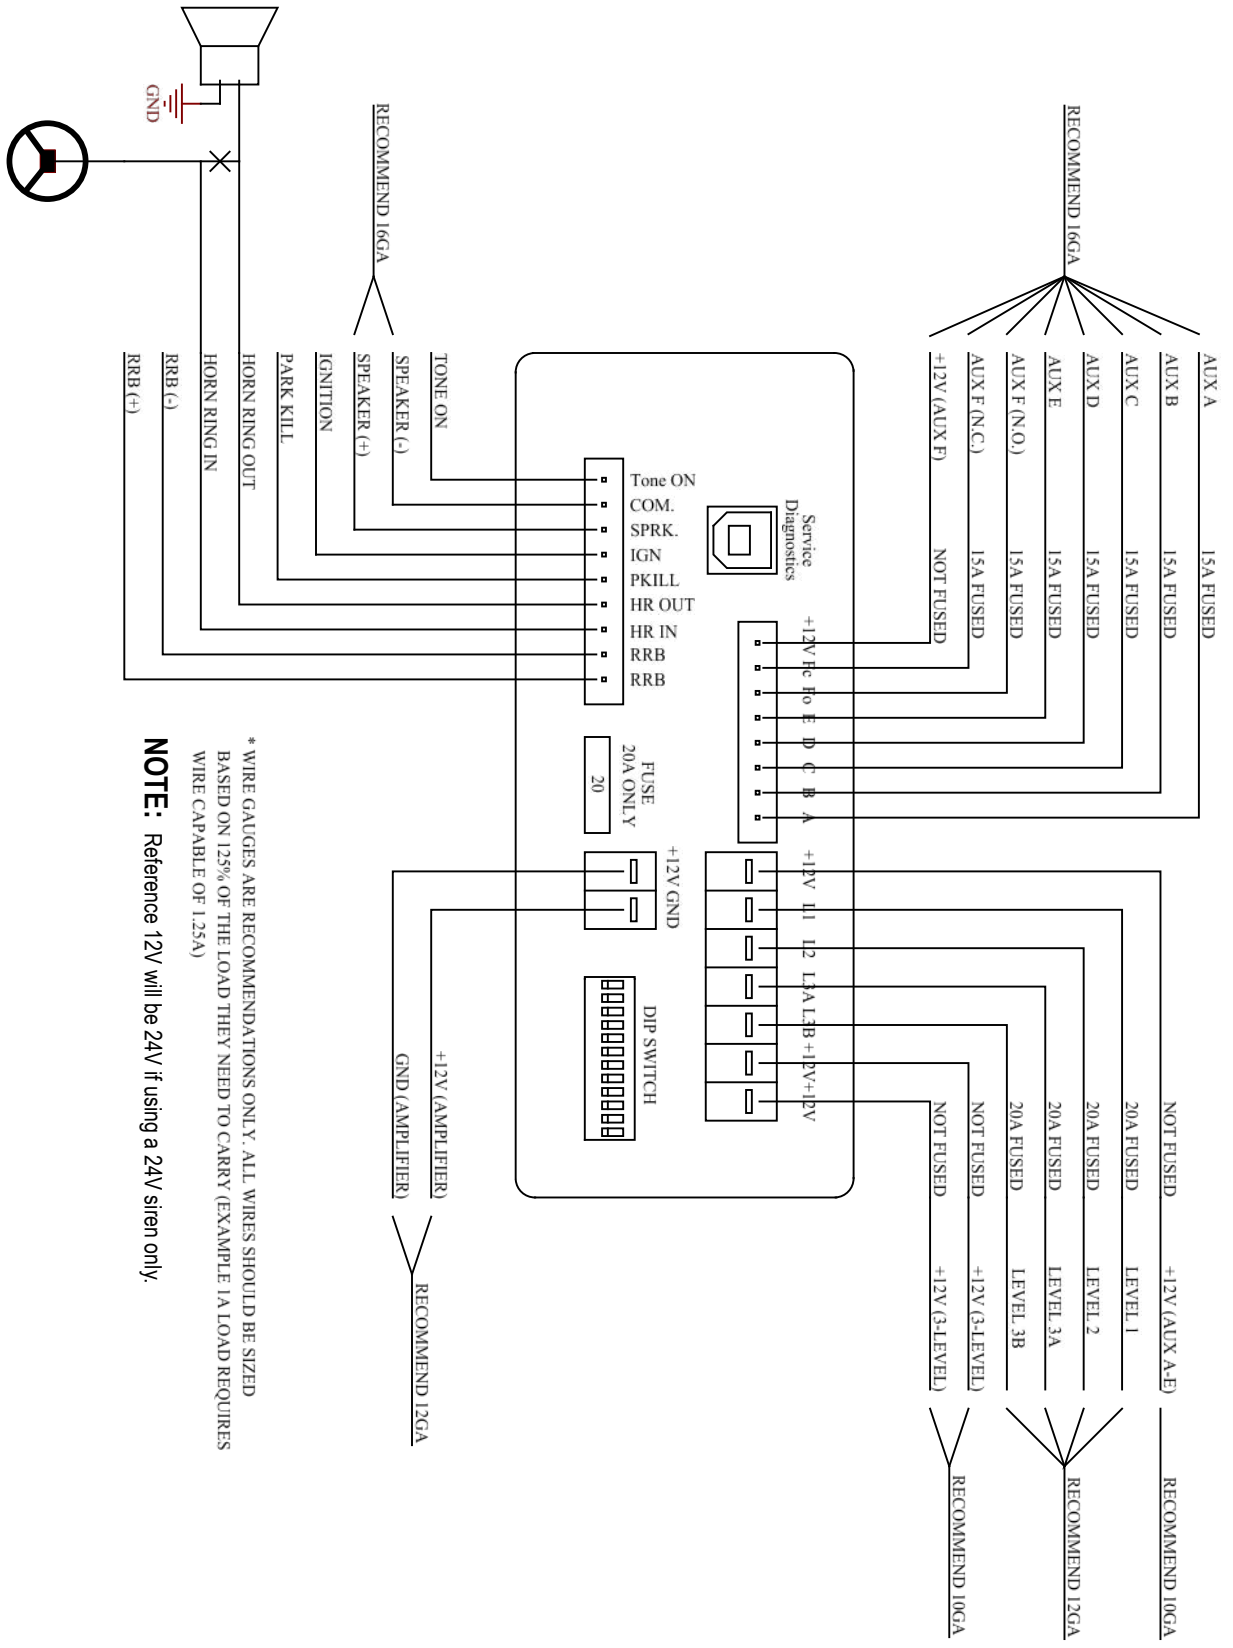 RECOMMEND 16GA
AUX A
AUX B
AUX C
AUX D
AUX E
AUX F (N.O.)
AUX F (N.C.)
+12V (AUX F)
15A FUSED
15A FUSED
15A FUSED
15A FUSED
15A FUSED
15A FUSED
15A FUSED
NOT FUSED
NOT FUSED
20A FUSED
20A FUSED
20A FUSED
20A FUSED
NOT FUSED
NOT FUSED
+12V (AUX A-E)
LEVEL 1
LEVEL 2
LEVEL 3A
LEVEL 3B
+12V (3-LEVEL)
+12V (3-LEVEL)
RECOMMEND 10GA
RECOMMEND 12GA
RECOMMEND 10GA
Service
Diagnostics
+12V Fc Fo E D C B A
+12V L1 L2 L3A L3B +12V +12V
Tone ON
COM.
SPRK.
IGN
PKILL
HR OUT
HR IN
RRB
RRB
FUSE
20A ONLY
20
+12V GND
DIP SWITCH
RECOMMEND 16GA
TONE ON
SPEAKER (-)
SPEAKER (+)
IGNITION
PARK KILL
HORN RING OUT
HORN RING IN
RRB (-)
RRB (+)
GND
+12V (AMPLIFIER)
GND (AMPLIFIER)
RECOMMEND 12GA
* WIRE GAUGES ARE RECOMMENDATIONS ONLY. ALL WIRES SHOULD BE SIZED
BASED ON 125% OF THE LOAD THEY NEED TO CARRY (EXAMPLE 1A LOAD REQUIRES
WIRE CAPABLE OF 1.25A)
NOTE: Reference 12V will be 24V if using a 24V siren only.